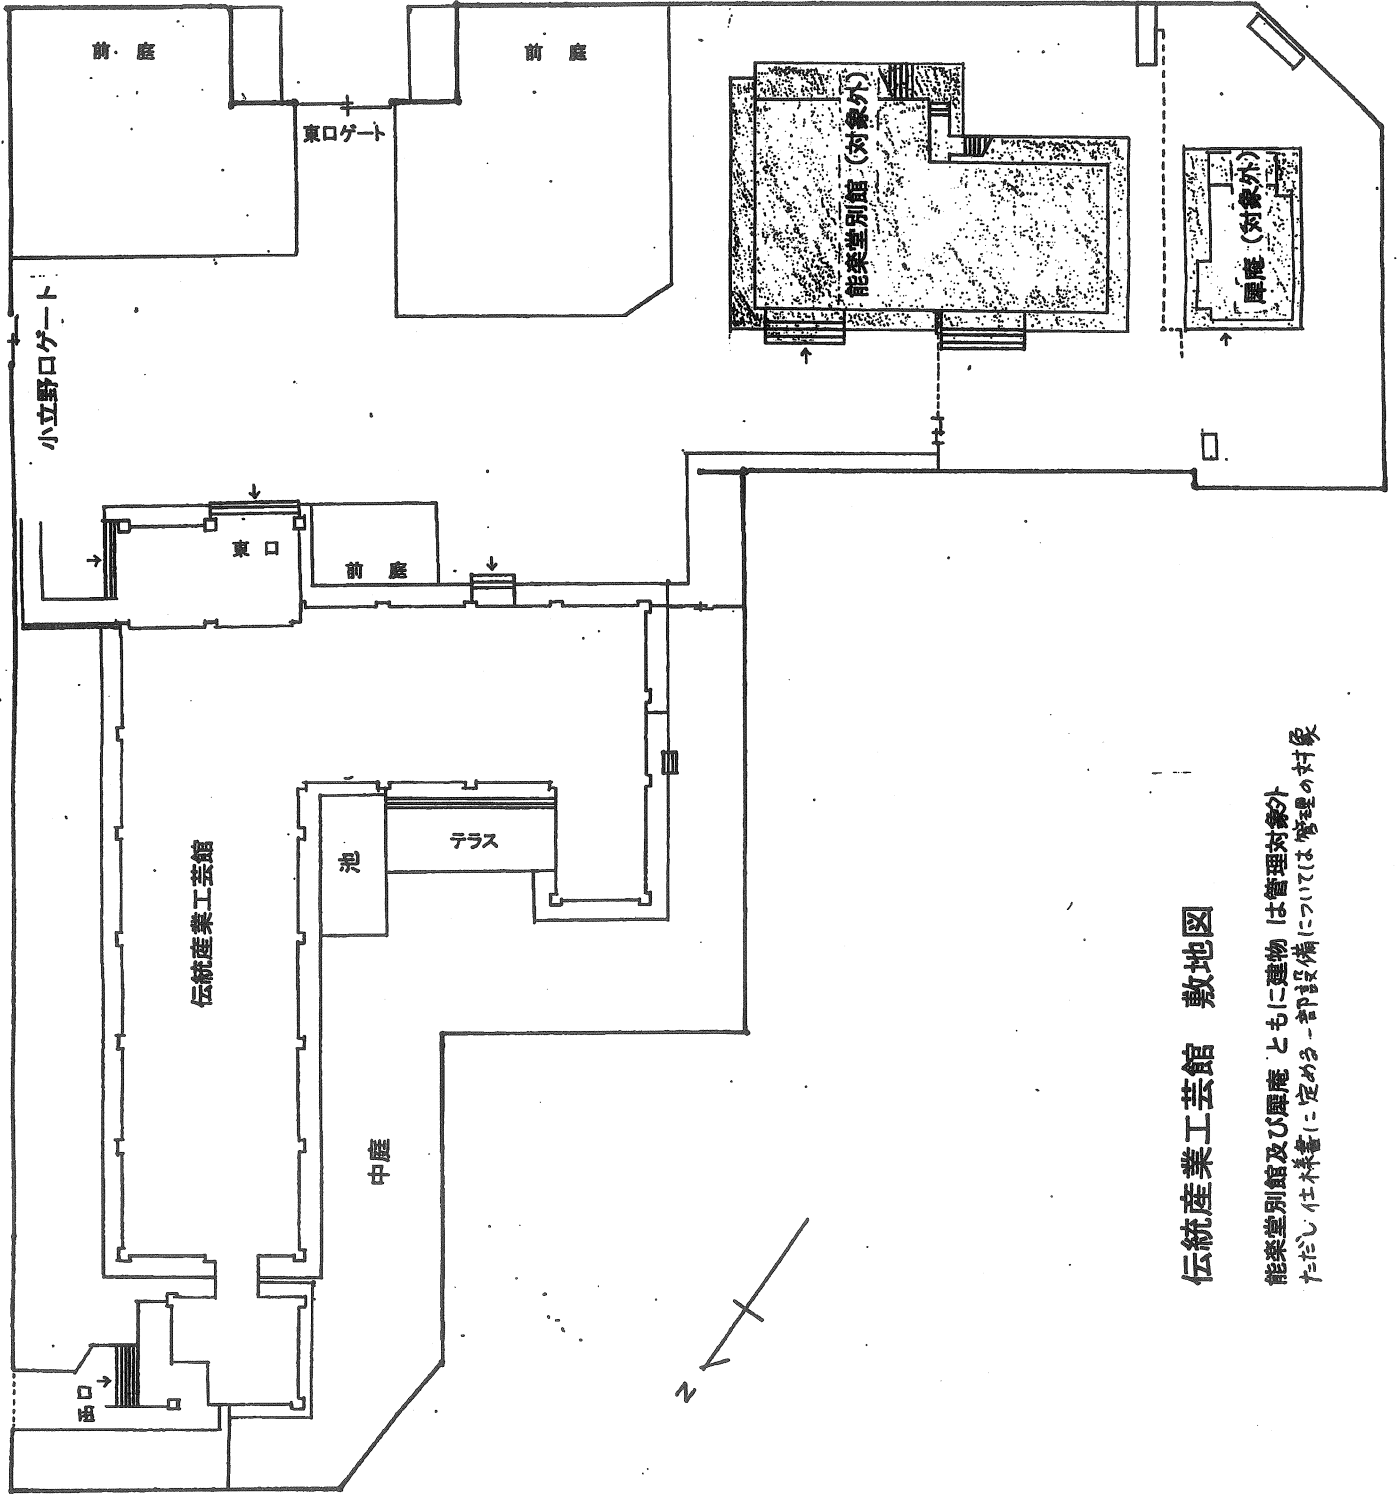 前 庭
前 庭
東口ゲート
能楽堂別館(対象外)
犀庵(対象外)
小立野口ゲート
東 口
前 庭
伝統産業工芸館
池
テラス
中庭
西口
N
伝統産業工芸館 敷地図
能楽堂別館及び犀庵 ともに建物 は管理対象外
ただし仕様書に定める一部設備については管理の対象